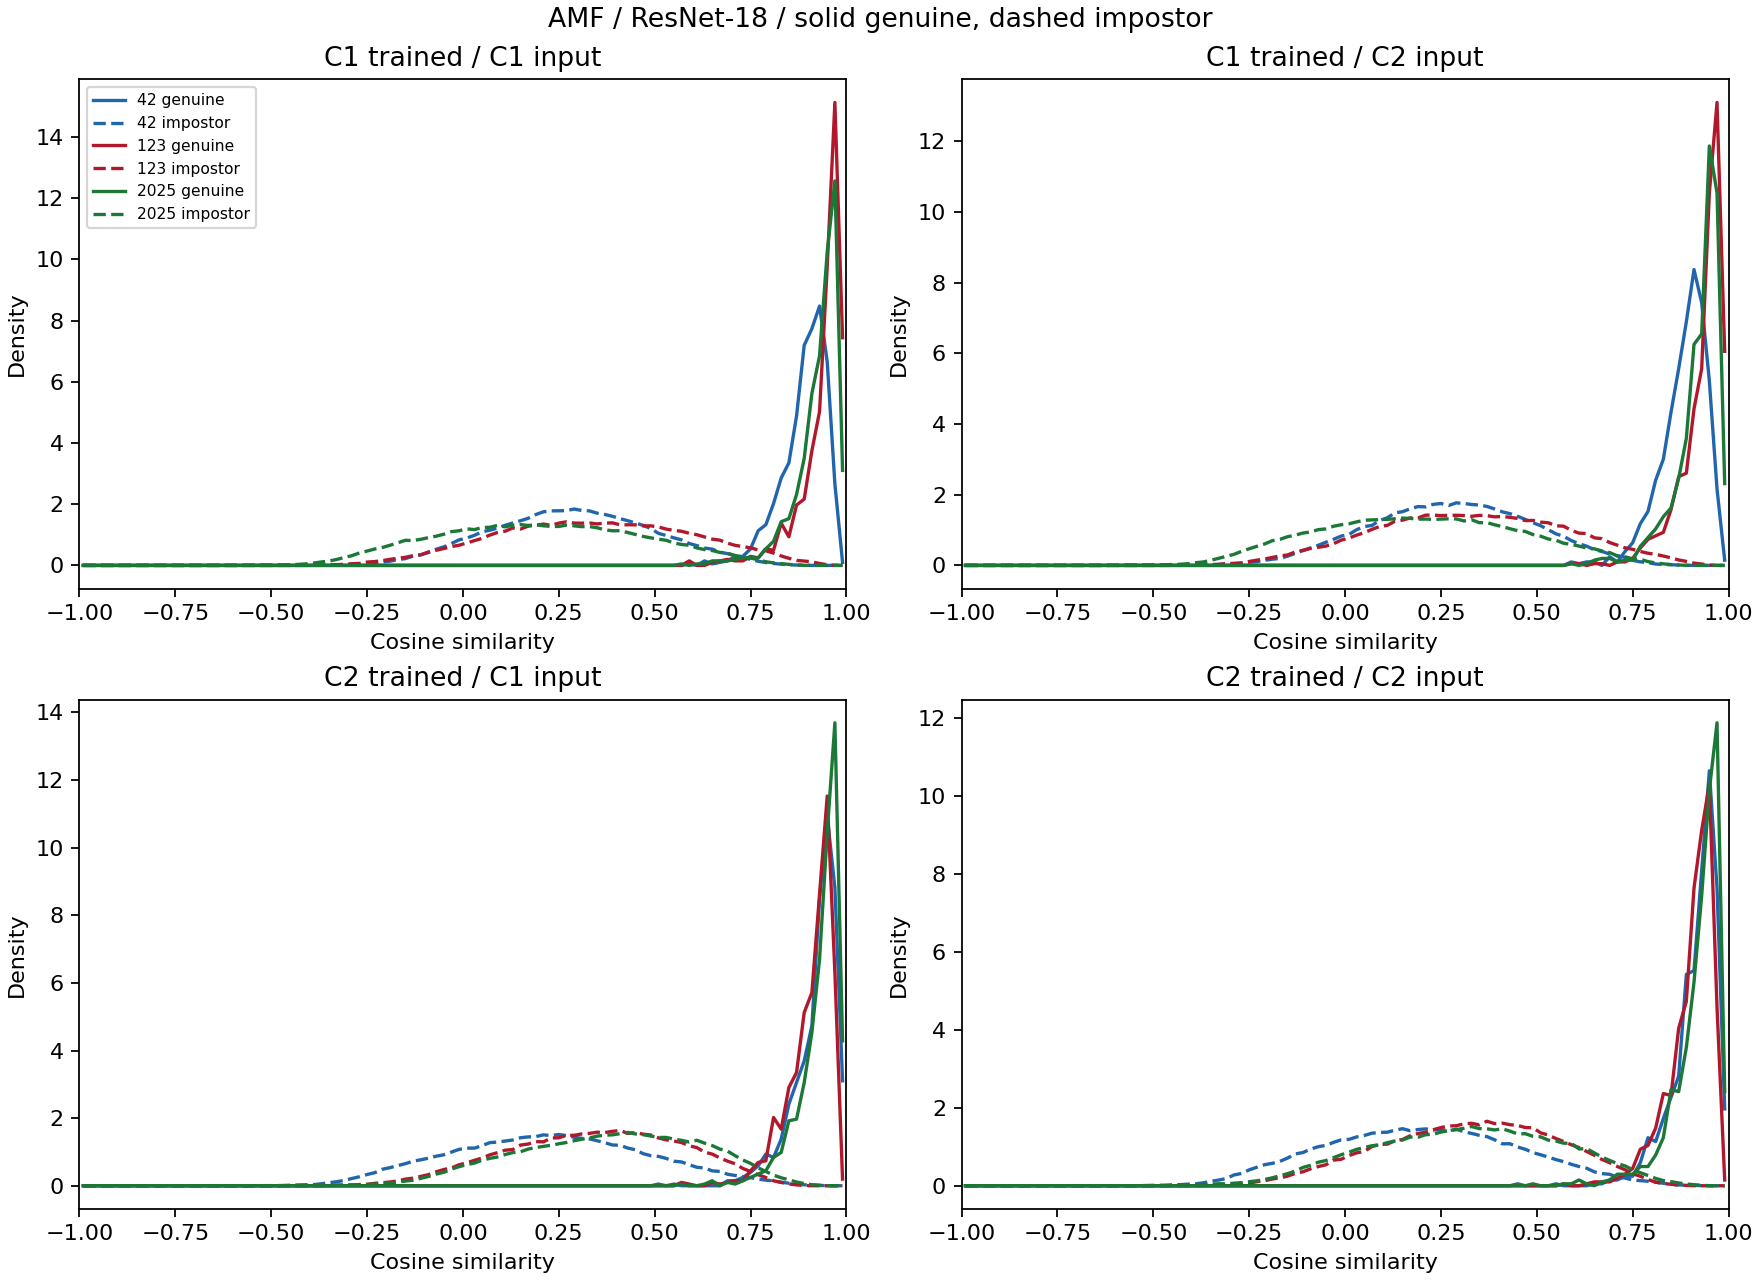 AMF / ResNet-18 / solid genuine, dashed impostor
C1 trained / C1 input
14
12
10
8
6
4
2
0
Density
42 genuine
42 impostor
123 genuine
123 impostor
2025 genuine
2025 impostor
−1.00 −0.75 −0.50 −0.25 0.00 0.25 0.50 0.75 1.00
Cosine similarity
C1 trained / C2 input
12
10
8
6
4
2
0
Density
−1.00 −0.75 −0.50 −0.25 0.00 0.25 0.50 0.75 1.00
Cosine similarity
C2 trained / C1 input
14
12
10
8
6
4
2
0
Density
−1.00 −0.75 −0.50 −0.25 0.00 0.25 0.50 0.75 1.00
Cosine similarity
C2 trained / C2 input
12
10
8
6
4
2
0
Density
−1.00 −0.75 −0.50 −0.25 0.00 0.25 0.50 0.75 1.00
Cosine similarity